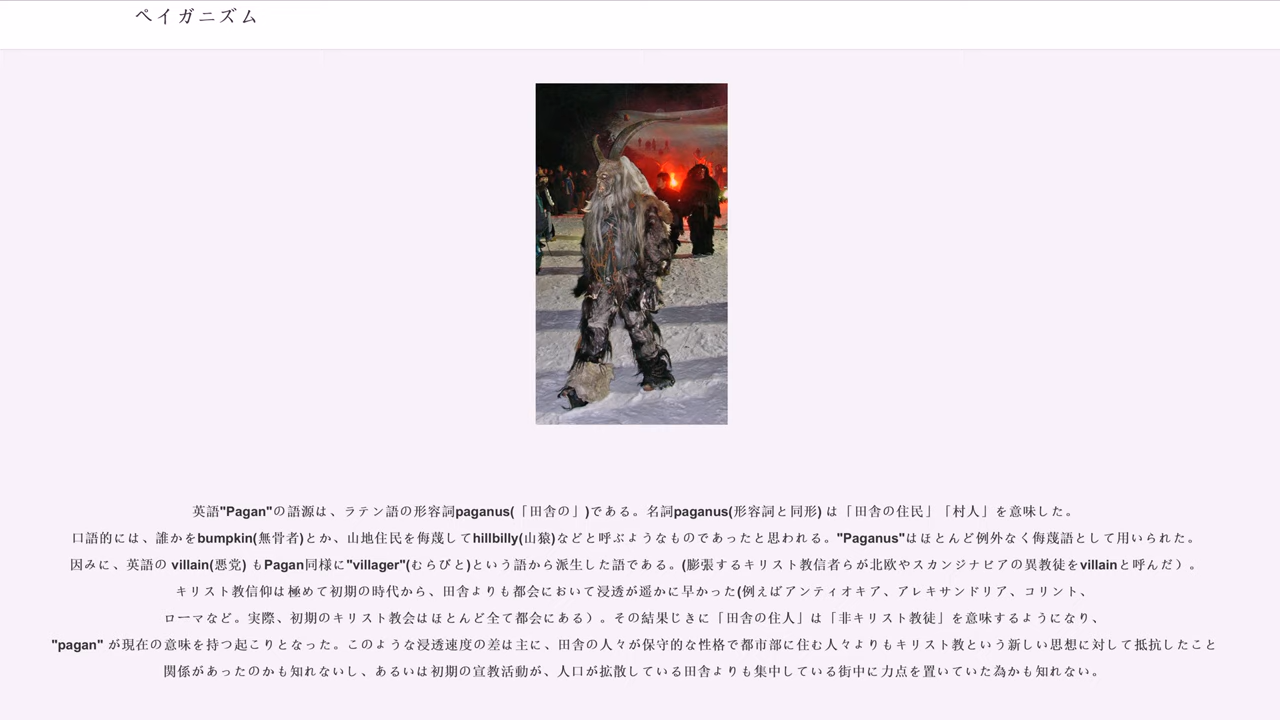 ペイガニズム
英語"Pagan"の語源は、ラテン語の形容詞paganus(「田舎の」)である。名詞paganus(形容詞と同形) は「田舎の住民」「村人」を意味した。
口語的には、誰かをbumpkin(無骨者)とか、山地住民を侮蔑してhillbilly(山猿)などと呼ぶようなものであったと思われる。"Paganus"はほとんど例外なく侮蔑語として用いられた。
因みに、英語の villain(悪党) もPagan同様に"villager"(むらびと)という語から派生した語である。(膨張するキリスト教信者らが北欧やスカンジナビアの異教徒をvillainと呼んだ）。
キリスト教信仰は極めて初期の時代から、田舎よりも都会において浸透が遥かに早かった(例えばアンティオキア、アレキサンドリア、コリント、
ローマなど。実際、初期のキリスト教会はほとんど全て都会にある）。その結果じきに「田舎の住人」は「非キリスト教徒」を意味するようになり、
"pagan" が現在の意味を持つ起こりとなった。このような浸透速度の差は主に、田舎の人々が保守的な性格で都市部に住む人々よりもキリスト教という新しい思想に対して抵抗したこと
関係があったのかも知れないし、あるいは初期の宣教活動が、人口が拡散している田舎よりも集中している街中に力点を置いていた為かも知れない。